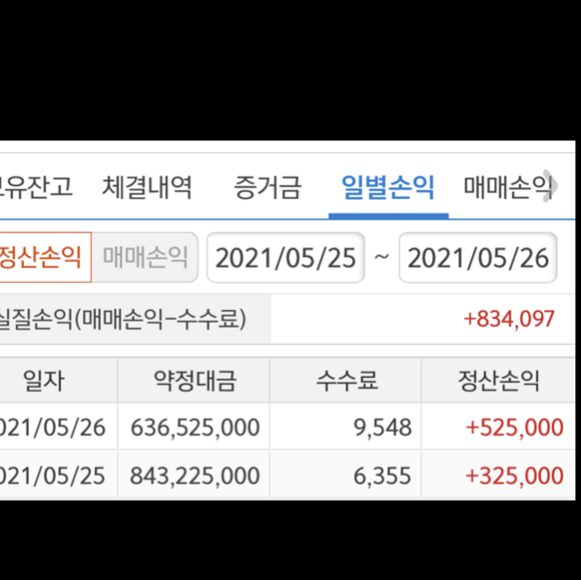 유잔고 체결내역 증거금 일별손익 매매손익
정산손익 매매손익 2021/05/25 ~ 2021/05/26
실질손익(매매손익-수수료) +834,097
일자 약정대금 수수료 정산손익
021/05/26 636,525,000 9,548 +525,000
021/05/25 843,225,000 6,355 +325,000